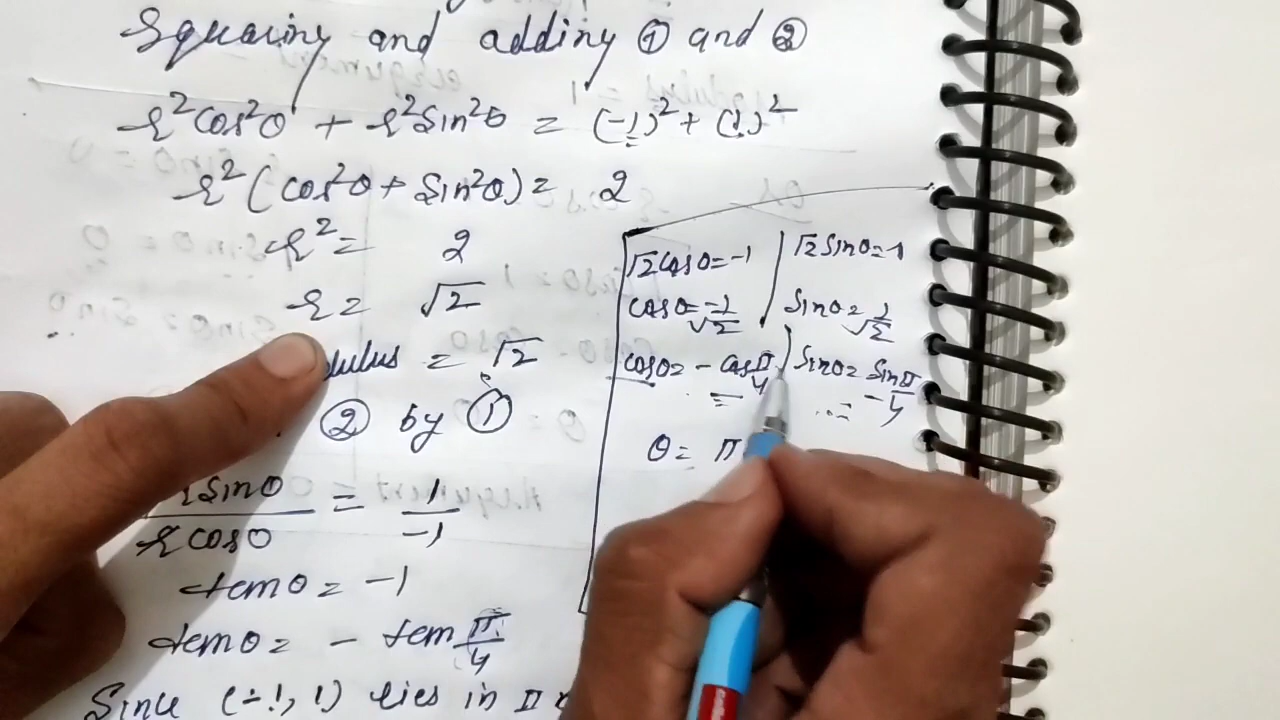 Squaring and adding ① and ②
r²cos²θ + r²sin²θ = (-1)² + (1)²
r²(cos²θ + sin²θ) = 2
r² = 2
r = √2
dulus = √2
② by ①
r sinθ / r cosθ = 1 / -1
tanθ = -1
tanθ = - tan π/4
Since (-1, 1) lies in II
√2 cosθ = -1
cosθ = -1/√2
cosθ = - cos π/4
√2 sinθ = 1
sinθ = 1/√2
sinθ = sin π/4
θ = π